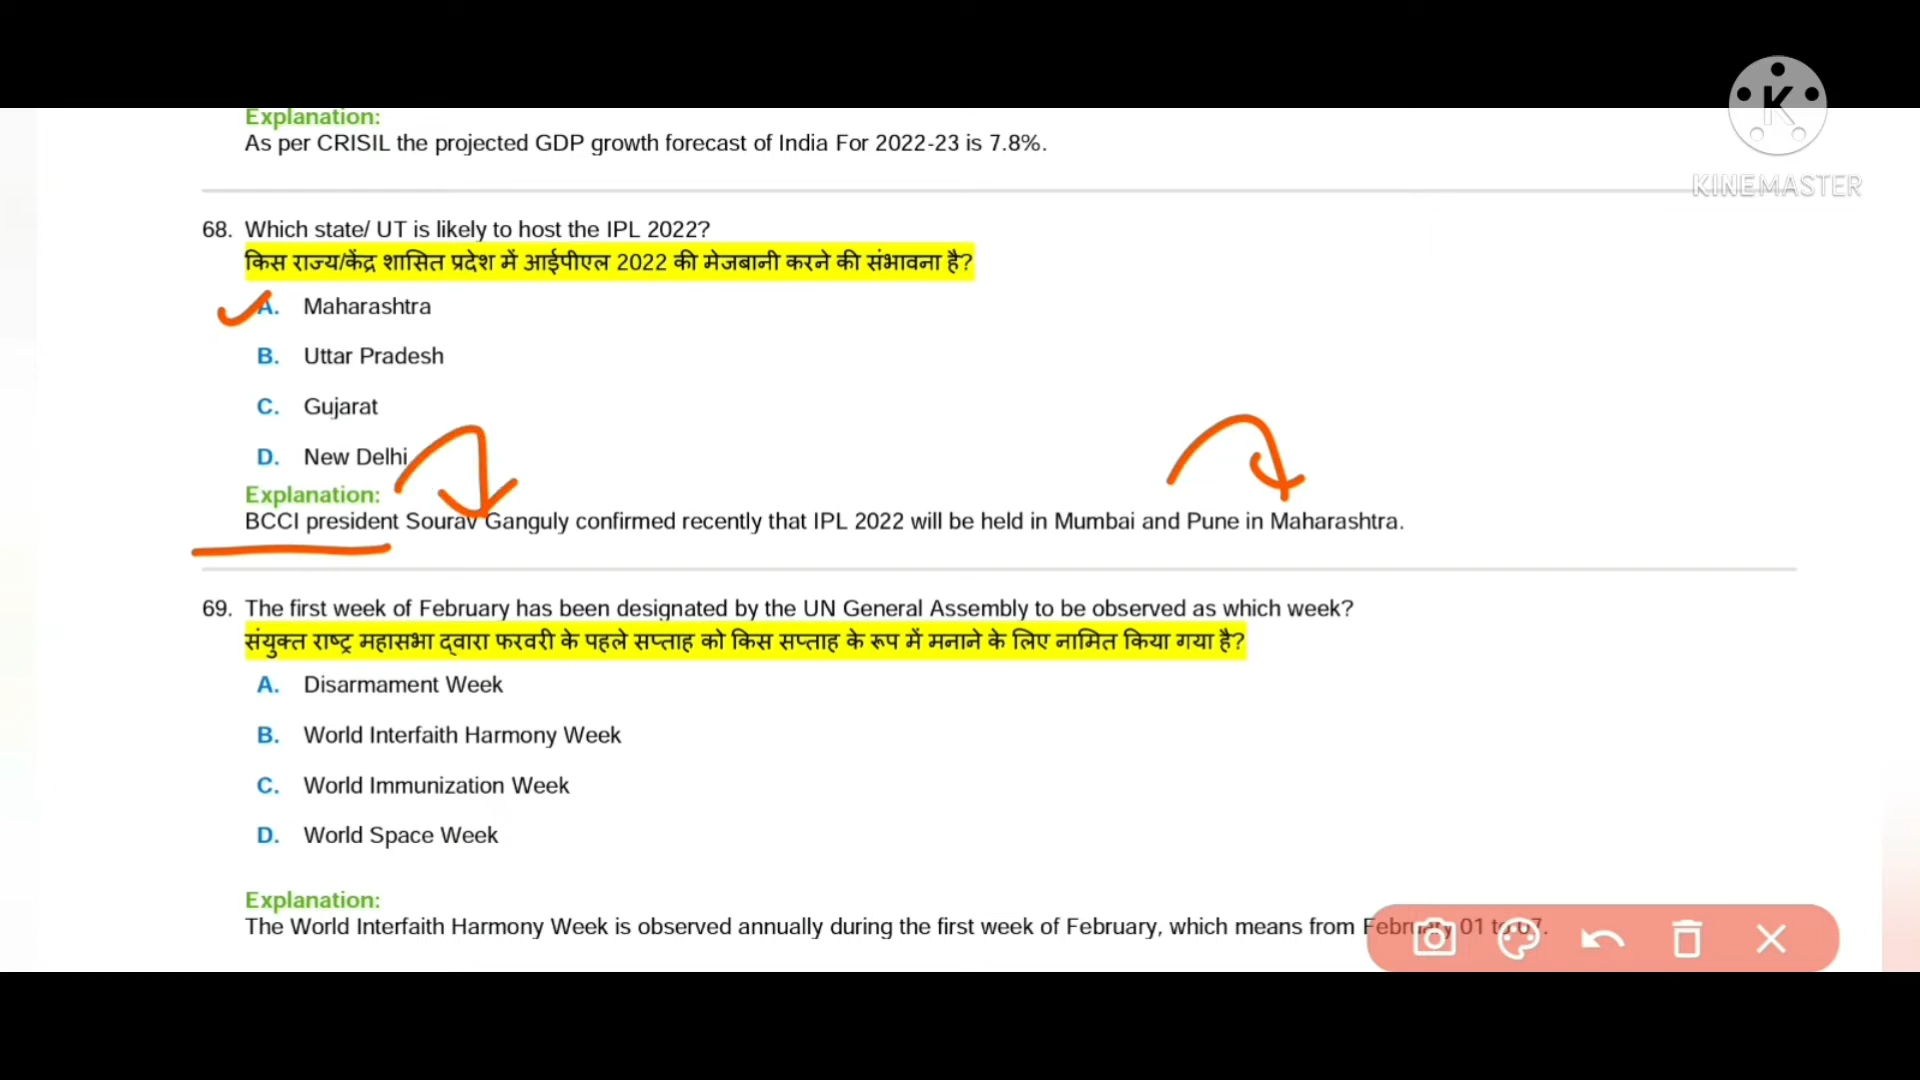 Explanation:
As per CRISIL the projected GDP growth forecast of India For 2022-23 is 7.8%.
K
KINEMASTER
68. Which state/ UT is likely to host the IPL 2022?
किस राज्य/केंद्र शासित प्रदेश में आईपीएल 2022 की मेजबानी करने की संभावना है?
A. Maharashtra
B. Uttar Pradesh
C. Gujarat
D. New Delhi
Explanation:
BCCI president Sourav Ganguly confirmed recently that IPL 2022 will be held in Mumbai and Pune in Maharashtra.
69. The first week of February has been designated by the UN General Assembly to be observed as which week?
संयुक्त राष्ट्र महासभा द्वारा फरवरी के पहले सप्ताह को किस सप्ताह के रूप में मनाने के लिए नामित किया गया है?
A. Disarmament Week
B. World Interfaith Harmony Week
C. World Immunization Week
D. World Space Week
Explanation:
The World Interfaith Harmony Week is observed annually during the first week of February, which means from February 01 to 07.